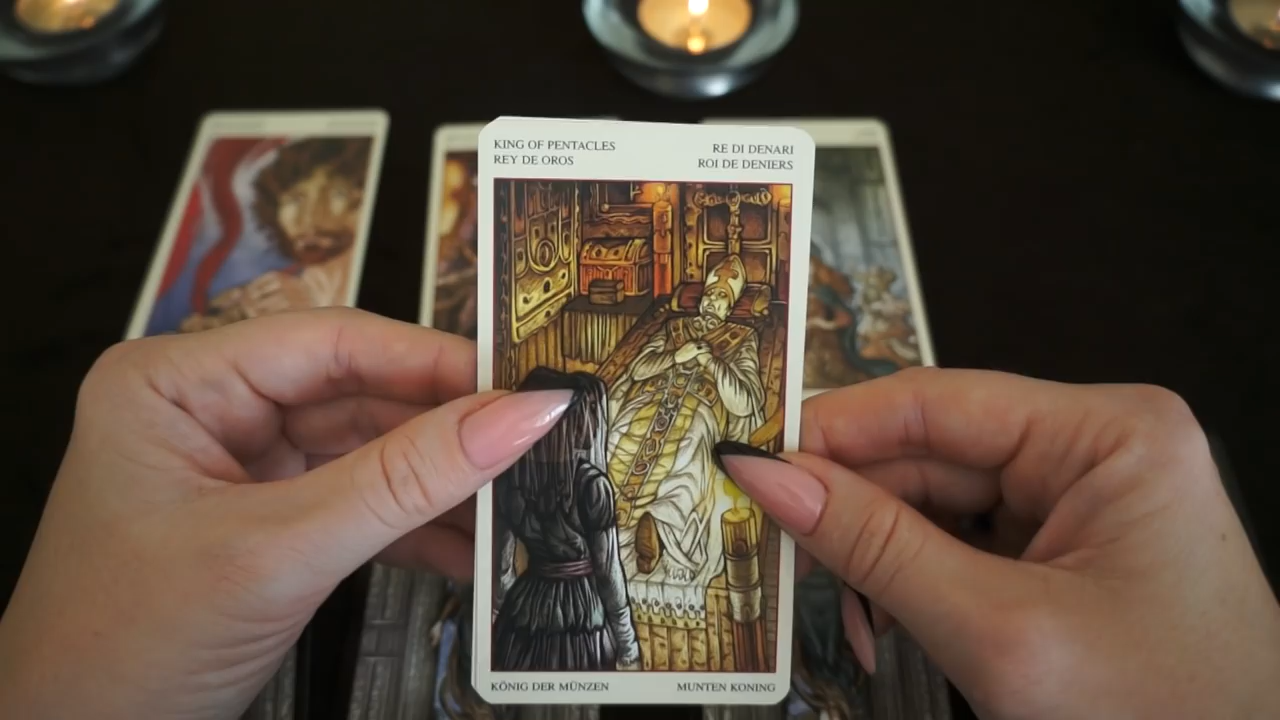 KING OF PENTACLES
REY DE OROS
RE DI DENARI
ROI DE DENIERS
KÖNIG DER MÜNZEN
MUNTEN KONING